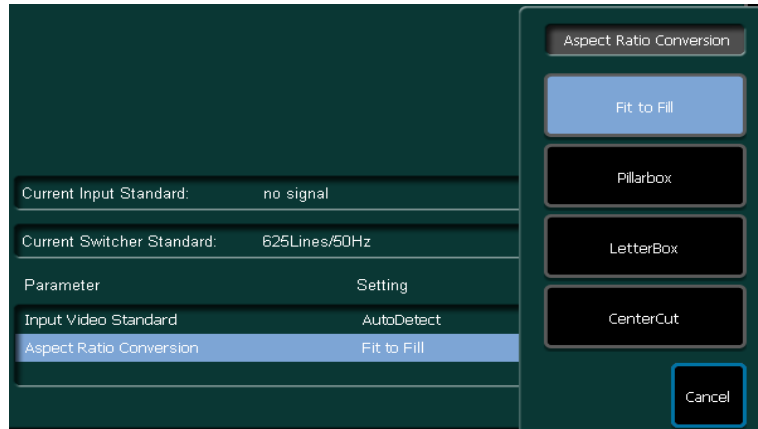 Aspect Ratio Conversion
Fit to Fill
Pillarbox
Current Input Standard: no signal
Current Switcher Standard: 625Lines/50Hz
LetterBox
Parameter Setting
Input Video Standard AutoDetect
CenterCut
Aspect Ratio Conversion Fit to Fill
Cancel